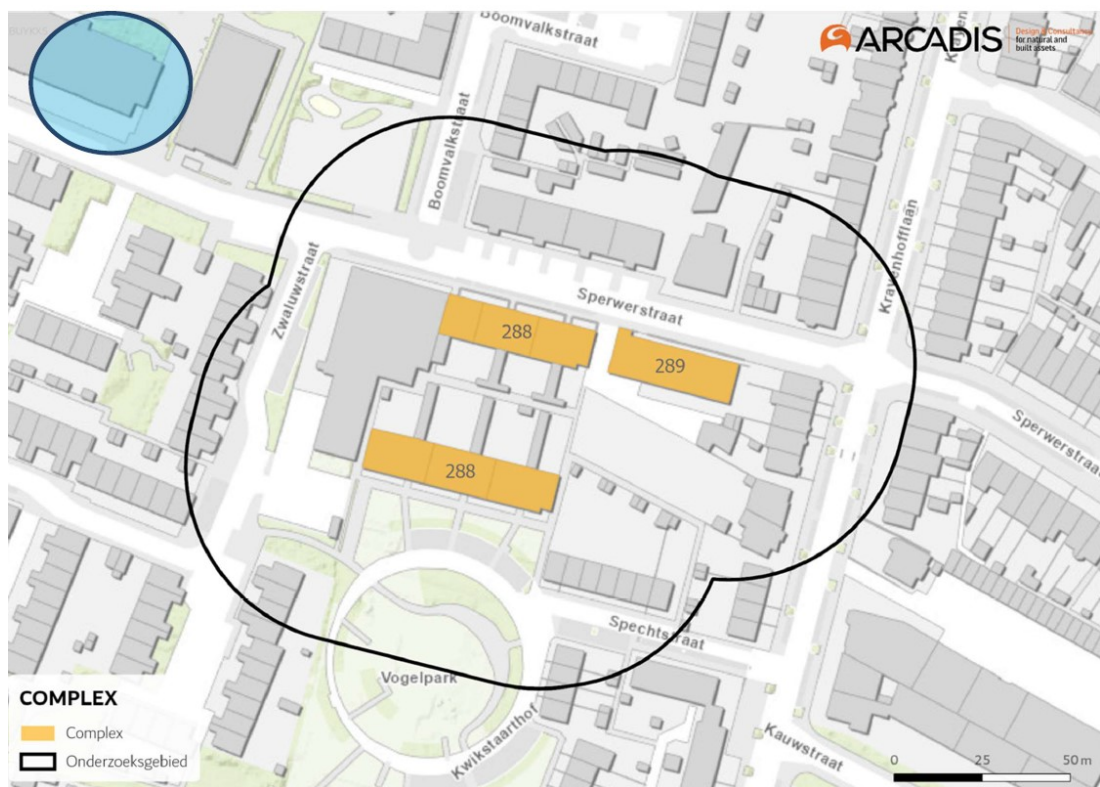 Boomvalkstraat
ARCADIS
Design & Consultancy
for natural and
built assets
Boomvalkstraat
Krayenhofflaan
Zwaluwstraat
Sperwerstraat
288
289
Sperwerstraat
288
Spechtstraat
Vogelpark
Kwikstaarthof
Kauwstraat
COMPLEX
Complex
Onderzoeksgebied
0 25 50 m